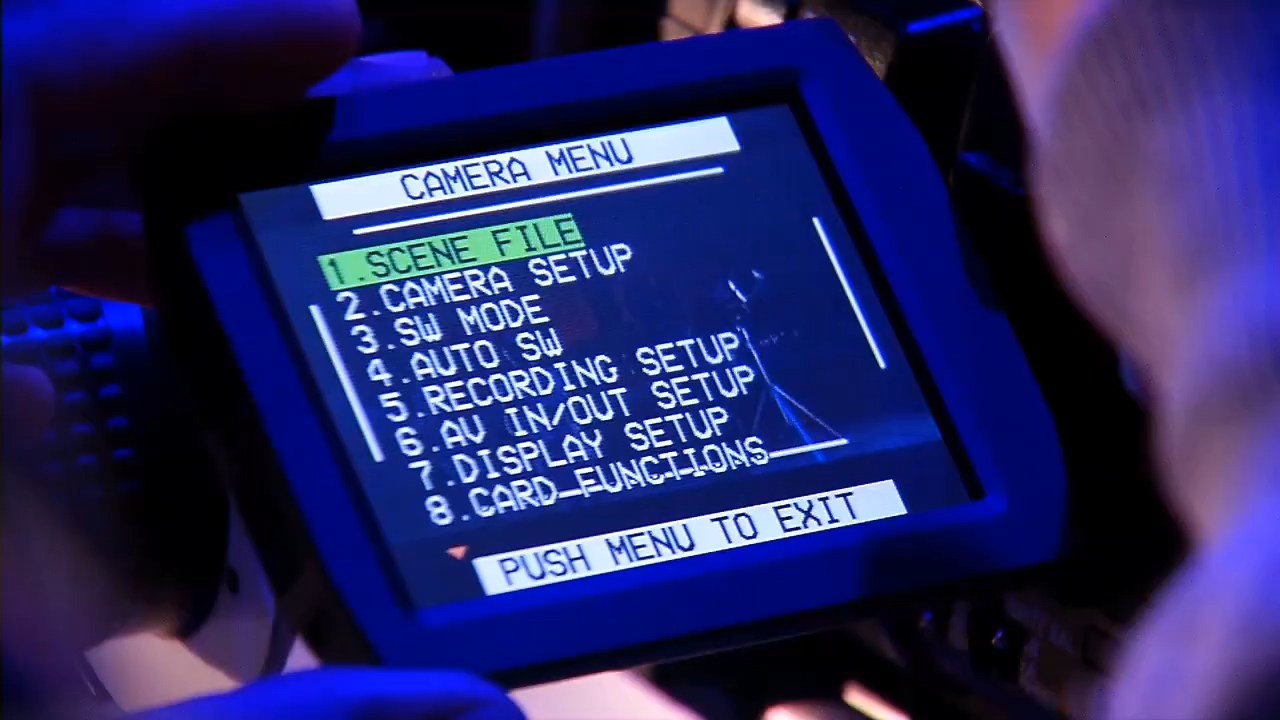 CAMERA MENU
1.SCENE FILE
2.CAMERA SETUP
3.SW MODE
4.AUTO SW
5.RECORDING SETUP
6.AV IN/OUT SETUP
7.DISPLAY SETUP
8.CARD FUNCTIONS
PUSH MENU TO EXIT